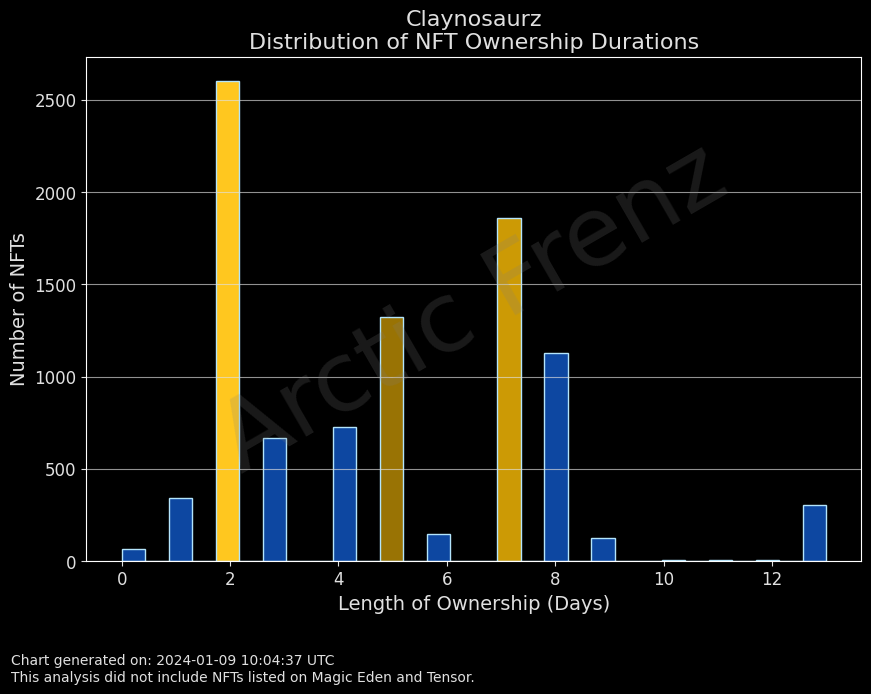 Claynosaurz
Distribution of NFT Ownership Durations
Number of NFTs
2500
2000
1500
1000
500
0
0 2 4 6 8 10 12
Length of Ownership (Days)
Arctic Frenz
Chart generated on: 2024-01-09 10:04:37 UTC
This analysis did not include NFTs listed on Magic Eden and Tensor.